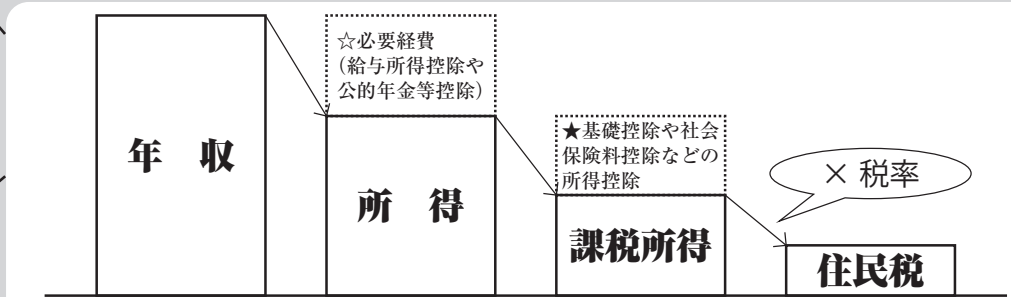 年 収
☆必要経費
（給与所得控除や
公的年金等控除）
所 得
★基礎控除や社会
保険料控除などの
所得控除
課税所得
× 税率
住民税